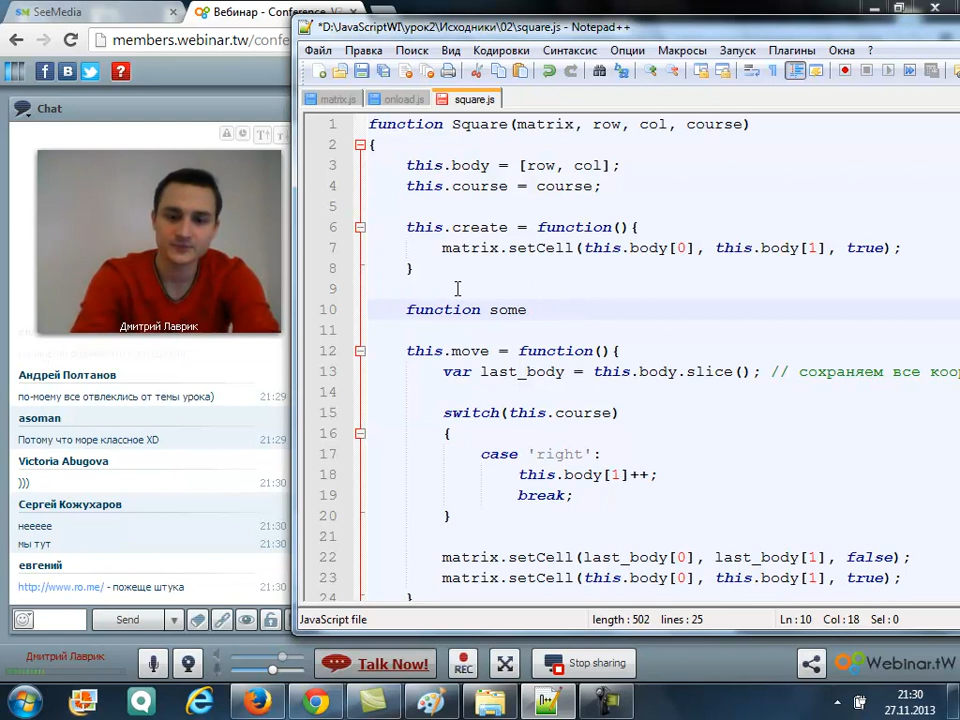 SeeMedia
Вебинар - Conference
members.webinar.tw/confe
Chat
Дмитрий Лаврик
Андрей Полтанов
по-моему все отвлеклись от темы урока) 21:29
asoman
Потому что море классное XD 21:29
Victoria Abugova
))) 21:30
Сергей Кожухаров
неееее 21:30
мы тут 21:30
евгений
http://www.ro.me/ - пожеще штука 21:30
Send
*D:\JavaScriptWI\урок2\Исходники\02\square.js - Notepad++
Файл Правка Поиск Вид Кодировки Синтаксис Опции Макросы Запуск Плагины Окна ?
matrix.js onload.js square.js
1 function Square(matrix, row, col, course)
2 {
3 this.body = [row, col];
4 this.course = course;
5
6 this.create = function(){
7 matrix.setCell(this.body[0], this.body[1], true);
8 }
9
10 function some
11
12 this.move = function(){
13 var last_body = this.body.slice(); // сохраняем все коор
14
15 switch(this.course)
16 {
17 case 'right':
18 this.body[1]++;
19 break;
20 }
21
22 matrix.setCell(last_body[0], last_body[1], false);
23 matrix.setCell(this.body[0], this.body[1], true);
24 }
JavaScript file length : 502 lines : 25 Ln : 10 Col : 18 Sel : 0
Дмитрий Лаврик
Talk Now!
REC
Stop sharing
Webinar.tw
21:30
27.11.2013